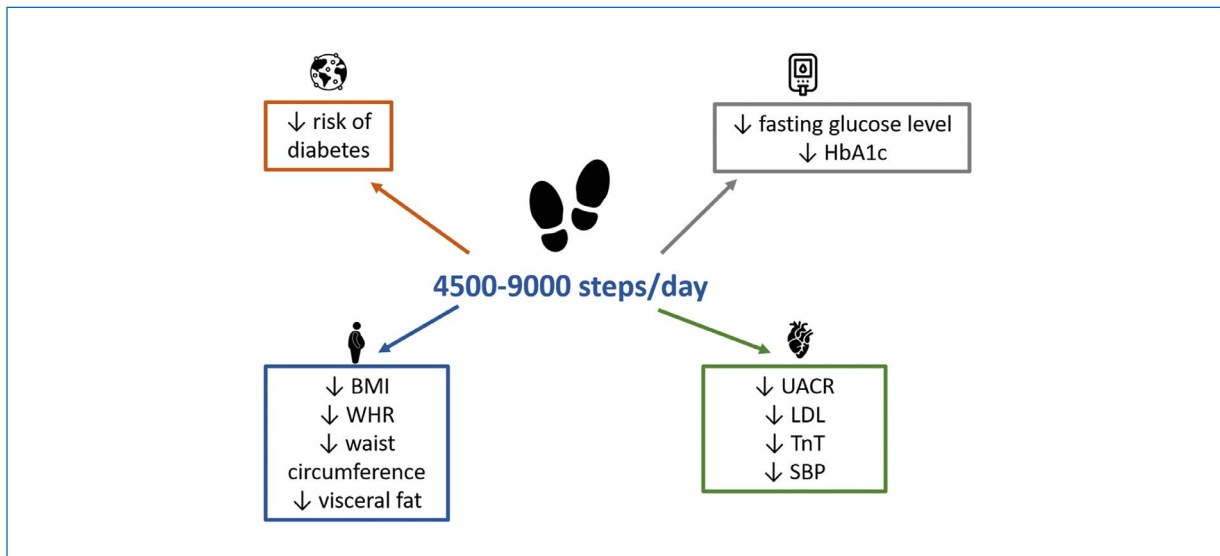 ↓ risk of
diabetes
↓ fasting glucose level
↓ HbA1c
4500-9000 steps/day
↓ BMI
↓ WHR
↓ waist
circumference
↓ visceral fat
↓ UACR
↓ LDL
↓ TnT
↓ SBP